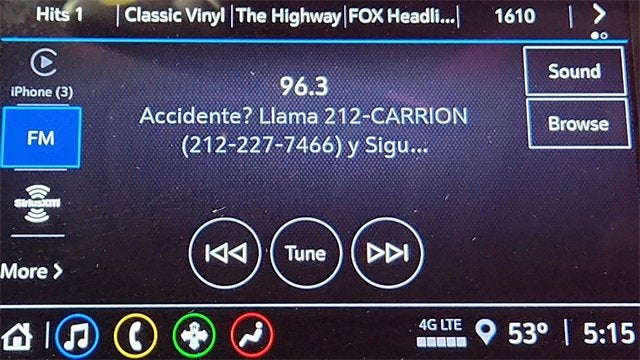 Hits 1 | Classic Vinyl | The Highway | FOX Headli... | 1610 |
iPhone (3)
96.3
Sound
FM
Accidente? Llama 212-CARRION
(212-227-7466) y Sigu...
Browse
SiriusXM
More
Tune
4G LTE
53° | 5:15